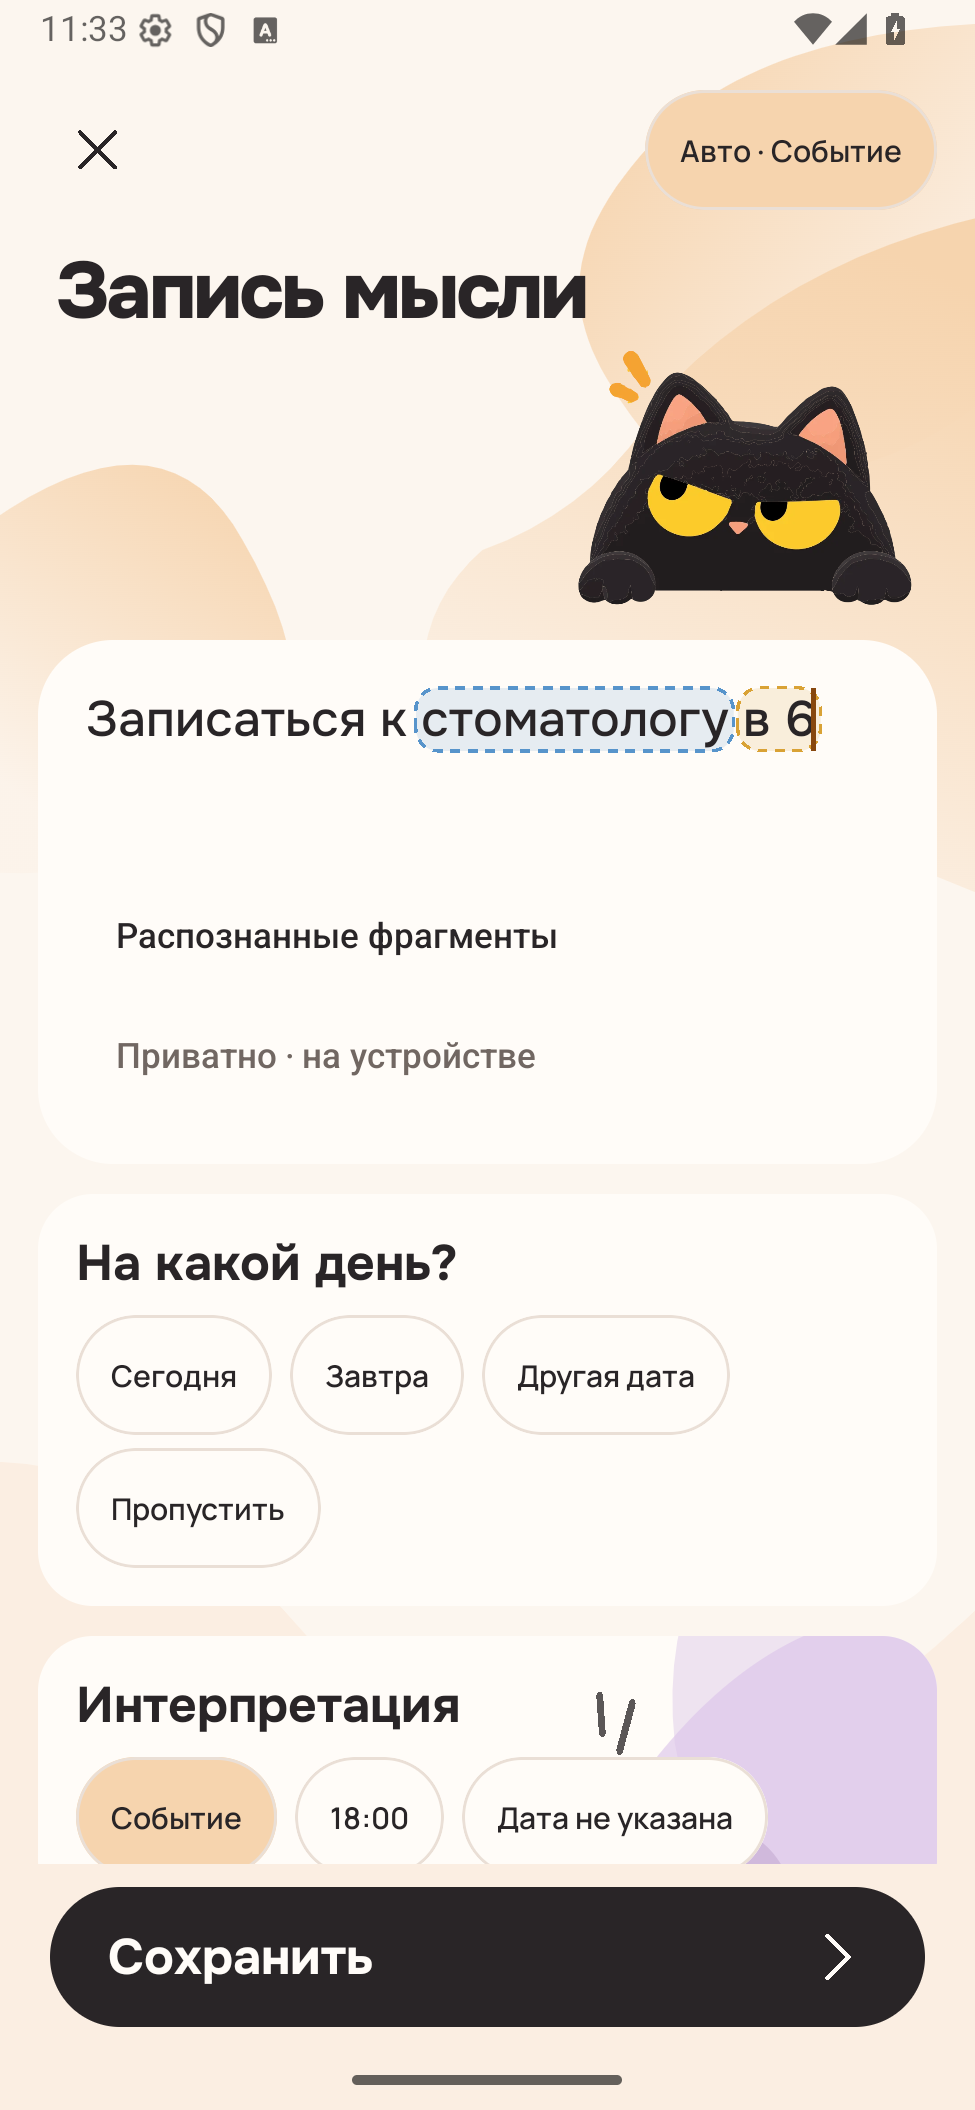 11:33
Авто · Событие
Запись мысли
Записаться к стоматологу в 6
Распознанные фрагменты
Приватно · на устройстве
На какой день?
Сегодня Завтра Другая дата
Пропустить
Интерпретация
Событие 18:00 Дата не указана
Сохранить